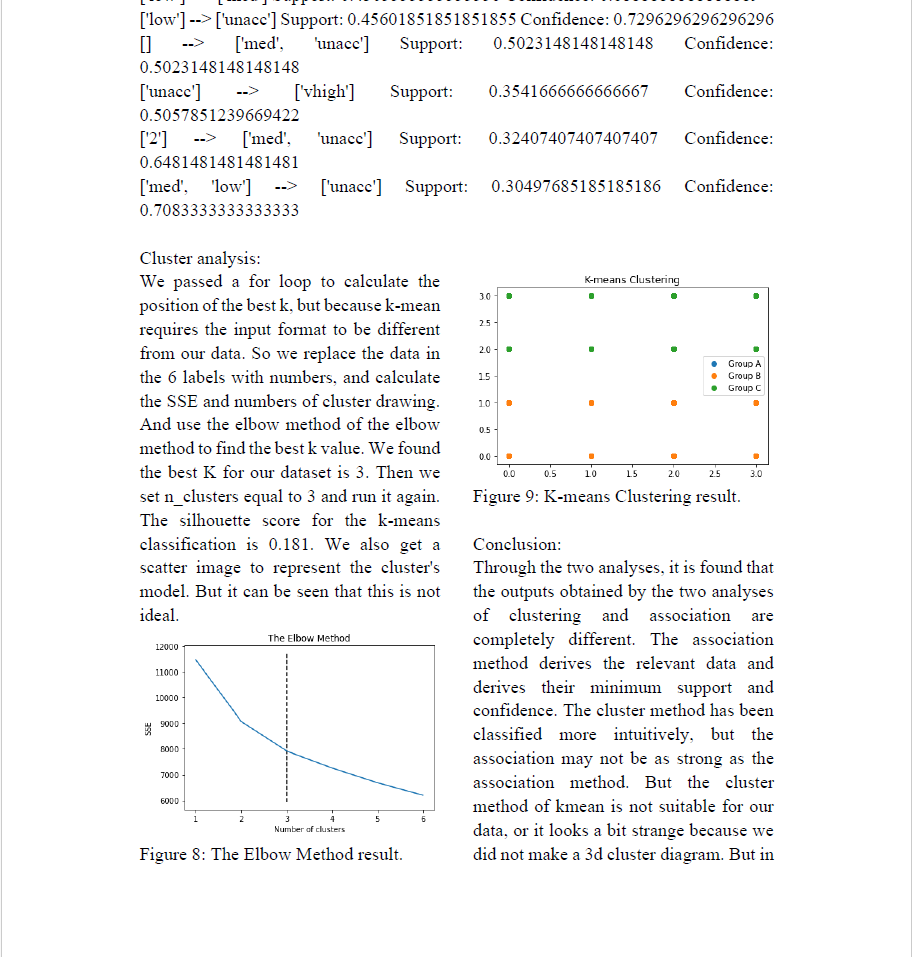 ['low'] --> ['unacc'] Support: 0.45601851851851855 Confidence: 0.7296296296296296
[] --> ['med', 'unacc'] Support: 0.5023148148148148 Confidence:
0.5023148148148148
['unacc'] --> ['vhigh'] Support: 0.3541666666666667 Confidence:
0.5057851239669422
['2'] --> ['med', 'unacc'] Support: 0.32407407407407407 Confidence:
0.6481481481481481
['med', 'low'] --> ['unacc'] Support: 0.30497685185185186 Confidence:
0.7083333333333333
Cluster analysis:
We passed a for loop to calculate the
position of the best k, but because k-mean
requires the input format to be different
from our data. So we replace the data in
the 6 labels with numbers, and calculate
the SSE and numbers of cluster drawing.
And use the elbow method of the elbow
method to find the best k value. We found
the best K for our dataset is 3. Then we
set n_clusters equal to 3 and run it again.
The silhouette score for the k-means
classification is 0.181. We also get a
scatter image to represent the cluster's
model. But it can be seen that this is not
ideal.
The Elbow Method
12000
11000
10000
9000
8000
7000
6000
SSE
1 2 3 4 5 6
Number of clusters
Figure 8: The Elbow Method result.
K-means Clustering
3.0
2.5
2.0
1.5
1.0
0.5
0.0
Group A
Group B
Group C
0.0 0.5 1.0 1.5 2.0 2.5 3.0
Figure 9: K-means Clustering result.
Conclusion:
Through the two analyses, it is found that
the outputs obtained by the two analyses
of clustering and association are
completely different. The association
method derives the relevant data and
derives their minimum support and
confidence. The cluster method has been
classified more intuitively, but the
association may not be as strong as the
association method. But the cluster
method of kmean is not suitable for our
data, or it looks a bit strange because we
did not make a 3d cluster diagram. But in